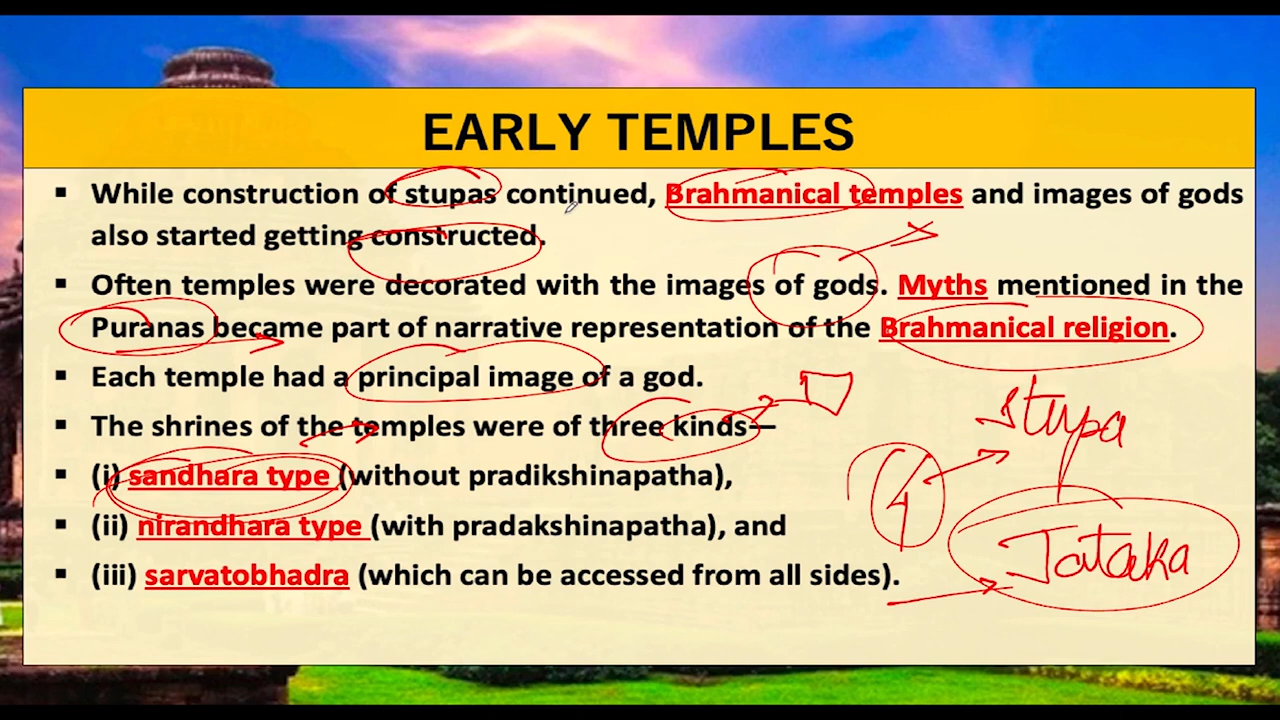 EARLY TEMPLES
▪ While construction of stupas continued, Brahmanical temples and images of gods
also started getting constructed.
▪ Often temples were decorated with the images of gods. Myths mentioned in the
Puranas became part of narrative representation of the Brahmanical religion.
▪ Each temple had a principal image of a god.
▪ The shrines of the temples were of three kinds—
▪ (i) sandhara type (without pradikshinapatha),
▪ (ii) nirandhara type (with pradakshinapatha), and
▪ (iii) sarvatobhadra (which can be accessed from all sides).
Stupa
4
Jataka